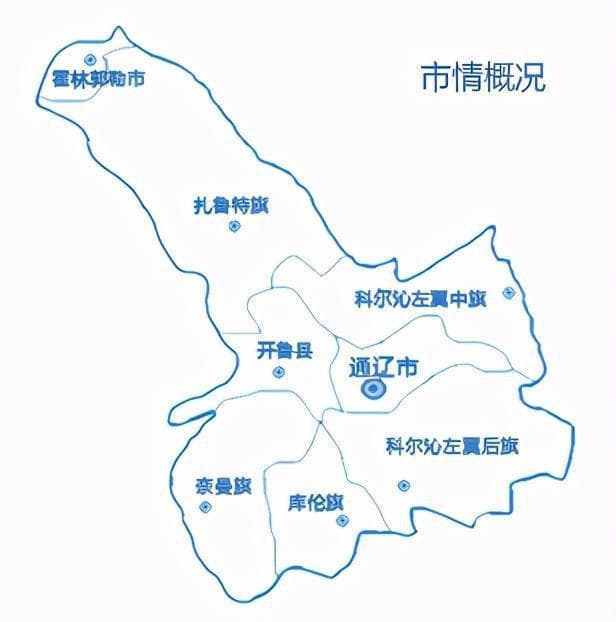 市情概况
霍林郭勒市
扎鲁特旗
科尔沁左翼中旗
开鲁县
通辽市
科尔沁左翼后旗
奈曼旗
库伦旗